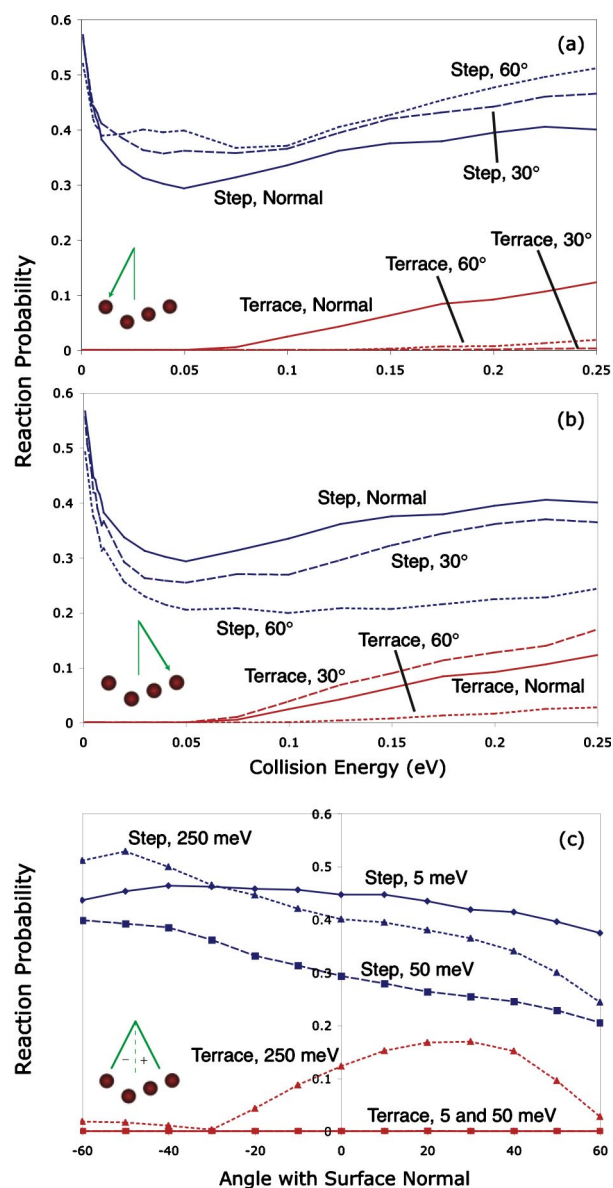 Reaction Probability
0.6
(a)
Step, 60°
0.5
0.4
Step, Normal
Step, 30°
0.3
0.2
Terrace, 30°
Terrace, 60°
Terrace, Normal
0.1
0
0 0.05 0.1 0.15 0.2 0.25
Reaction Probability
0.6
(b)
0.5
Step, Normal
0.4
Step, 30°
0.3
0.2
Step, 60°
Terrace, 60°
Terrace, 30°
Terrace, Normal
0.1
0
0 0.05 0.1 0.15 0.2 0.25
Collision Energy (eV)
Reaction Probability
0.6
(c)
Step, 250 meV
0.5
Step, 5 meV
0.4
Step, 50 meV
0.3
0.2
Terrace, 250 meV
− +
0.1
Terrace, 5 and 50 meV
0
-60 -40 -20 0 20 40 60
Angle with Surface Normal